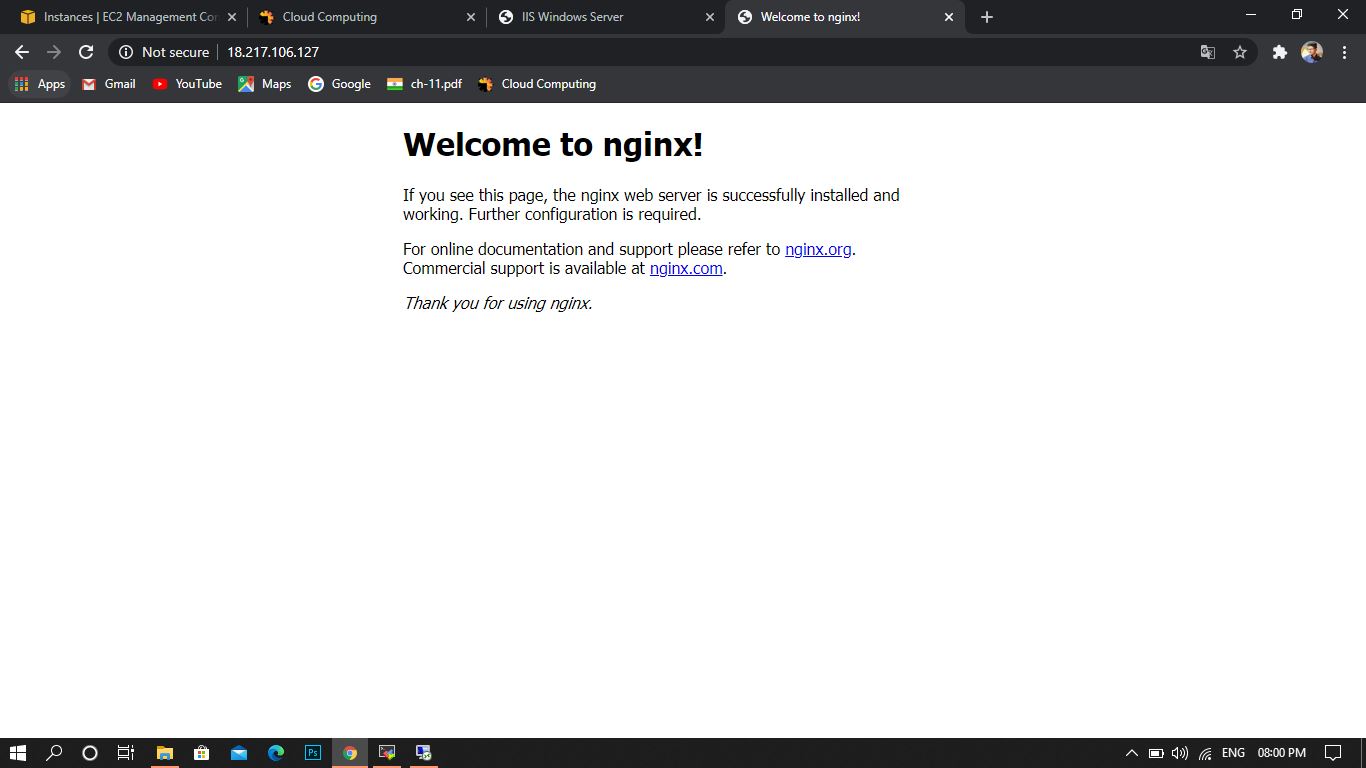 Instances | EC2 Management Con
Cloud Computing
IIS Windows Server
Welcome to nginx!
Not secure
18.217.106.127
Apps
Gmail
YouTube
Maps
Google
ch-11.pdf
Cloud Computing
Welcome to nginx!
If you see this page, the nginx web server is successfully installed and
working. Further configuration is required.
For online documentation and support please refer to nginx.org.
Commercial support is available at nginx.com.
Thank you for using nginx.
Ps
ENG
08:00 PM